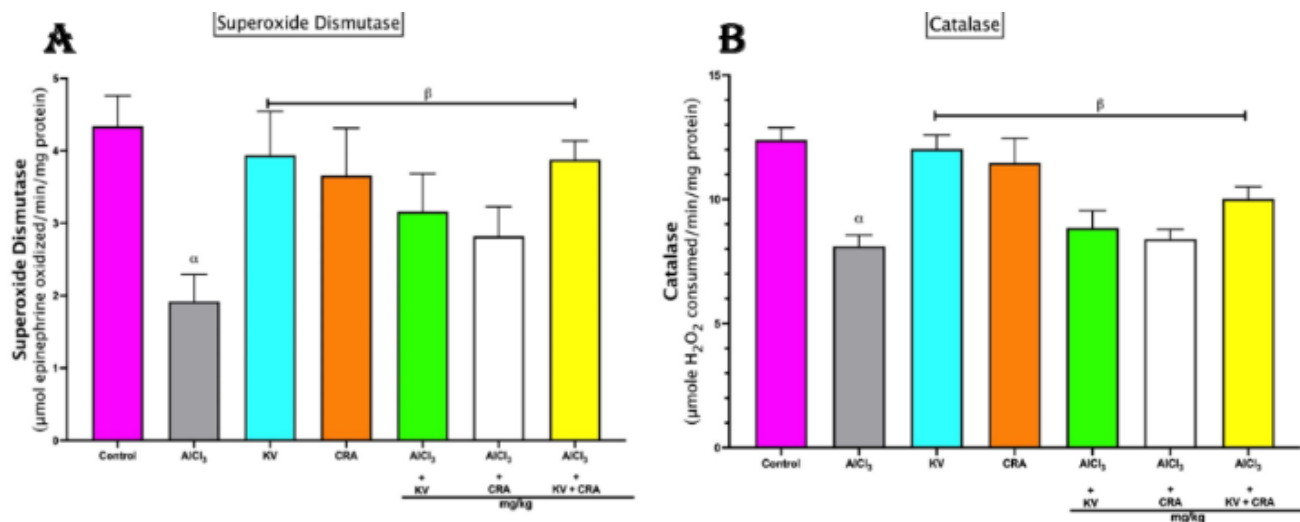 A
Superoxide Dismutase
Superoxide Dismutase
(μmol epinephrine oxidized/min/mg protein)
5
4
3
2
1
0
α
β
Control
AlCl₃
KV
CRA
AlCl₃
+
KV
AlCl₃
+
CRA
AlCl₃
+
KV + CRA
mg/kg
B
Catalase
Catalase
(μmole H₂O₂ consumed/min/mg protein)
15
10
5
0
α
β
Control
AlCl₃
KV
CRA
AlCl₃
+
KV
AlCl₃
+
CRA
AlCl₃
+
KV + CRA
mg/kg